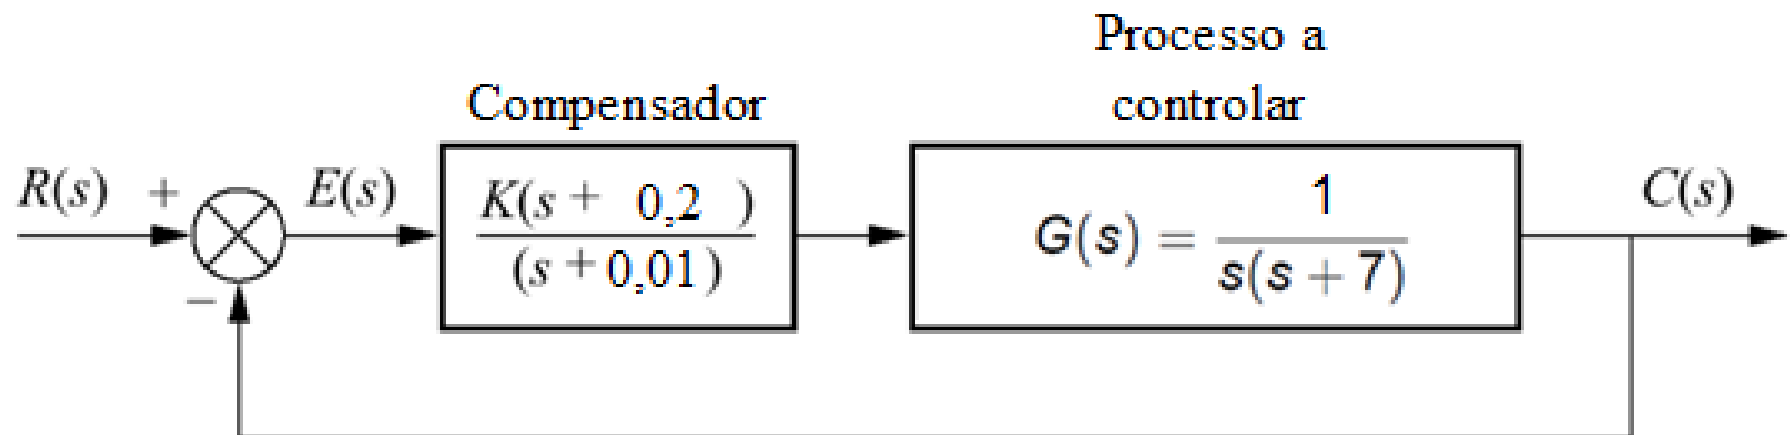 Processo a
controlar
Compensador
R(s) + E(s) K(s + 0,2 ) C(s)
(s + 0,01)
G(s) = 1
s(s + 7)
−